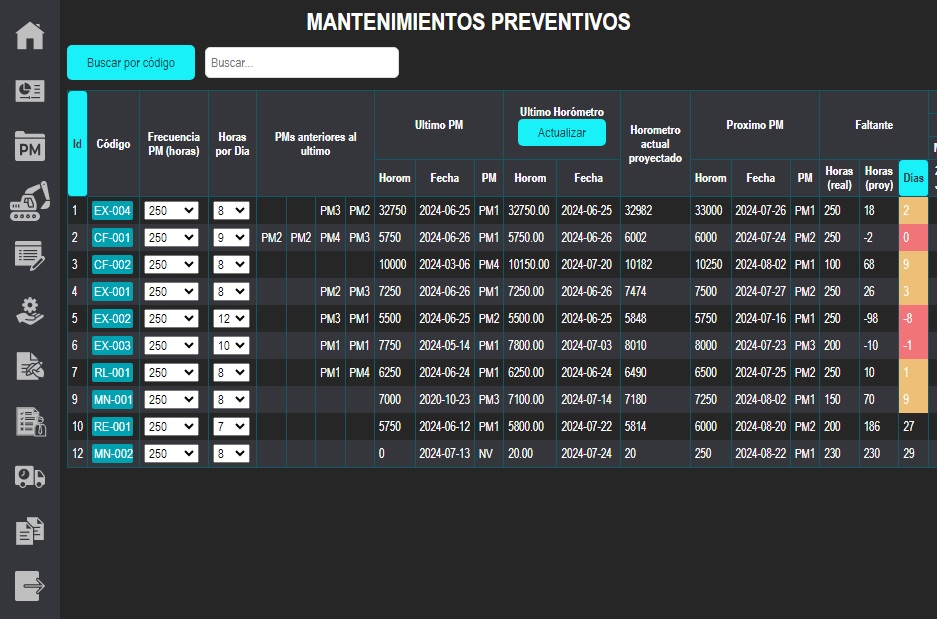 MANTENIMIENTOS PREVENTIVOS
Buscar por código Buscar...
PM
Id Código Frecuencia PM (horas) Horas por Día PMs anteriores al ultimo Ultimo PM Ultimo Horómetro Actualizar Horometro actual proyectado Proximo PM Faltante
Horom Fecha PM Horom Fecha Horom Fecha PM Horas (real) Horas (proy) Días
1 EX-004 250 8 PM3 PM2 32750 2024-06-25 PM1 32750.00 2024-06-25 32982 33000 2024-07-26 PM1 250 18 2
2 CF-001 250 9 PM2 PM2 PM4 PM3 5750 2024-06-26 PM1 5750.00 2024-06-26 6002 6000 2024-07-24 PM2 250 -2 0
3 CF-002 250 8 10000 2024-03-06 PM4 10150.00 2024-07-20 10182 10250 2024-08-02 PM1 100 68 9
4 EX-001 250 8 PM2 PM3 7250 2024-06-26 PM1 7250.00 2024-06-26 7474 7500 2024-07-27 PM2 250 26 3
5 EX-002 250 12 PM3 PM1 5500 2024-06-25 PM2 5500.00 2024-06-25 5848 5750 2024-07-16 PM1 250 -98 -8
6 EX-003 250 10 PM1 PM1 7750 2024-05-14 PM1 7800.00 2024-07-03 8010 8000 2024-07-23 PM3 200 -10 -1
7 RL-001 250 8 PM1 PM4 6250 2024-06-24 PM1 6250.00 2024-06-24 6490 6500 2024-07-25 PM2 250 10 1
9 MN-001 250 8 7000 2020-10-23 PM3 7100.00 2024-07-14 7180 7250 2024-08-02 PM1 150 70 9
10 RE-001 250 7 5750 2024-06-12 PM1 5800.00 2024-07-22 5814 6000 2024-08-20 PM2 200 186 27
12 MN-002 250 8 0 2024-07-13 NV 20.00 2024-07-24 20 250 2024-08-22 PM1 230 230 29